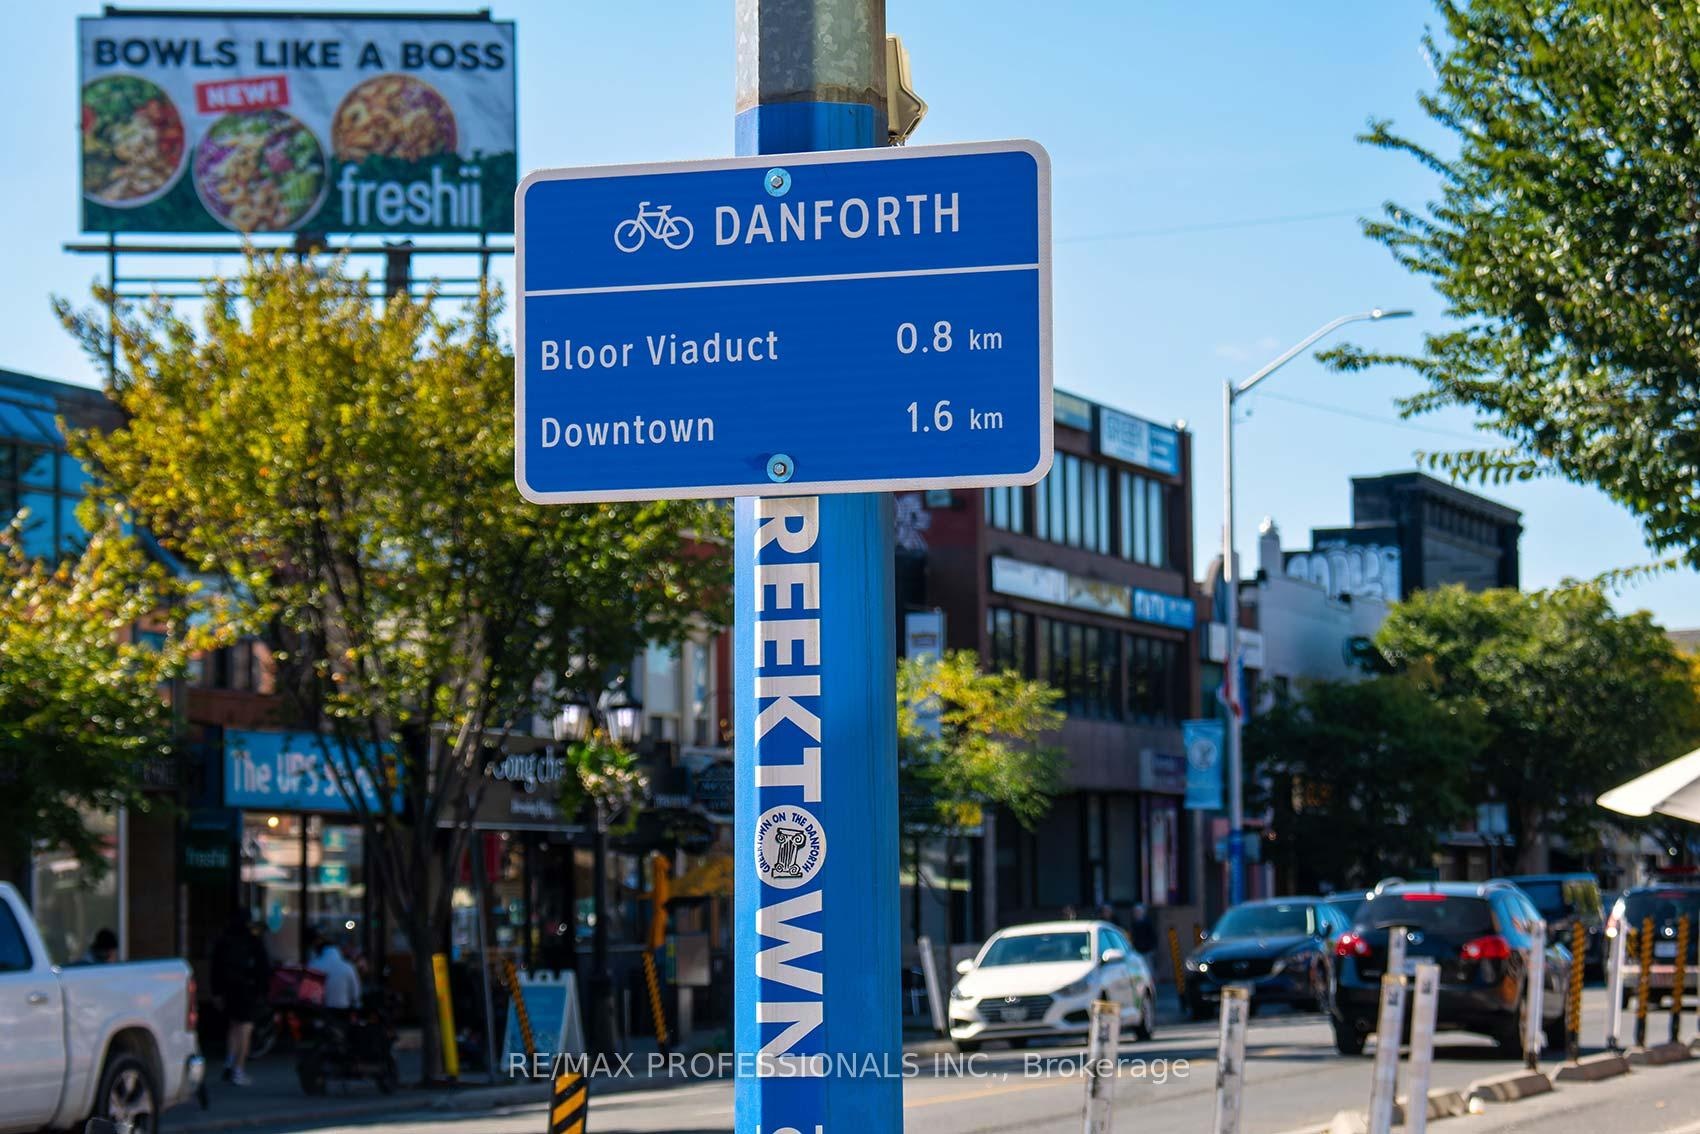 BOWLS LIKE A BOSS
NEW!
freshii
DANFORTH
Bloor Viaduct 0.8 km
Downtown 1.6 km
REEKTOWN
GREEKTOWN ON THE DANFORTH
The UPS Store
freshii
RE/MAX PROFESSIONALS INC., Brokerage